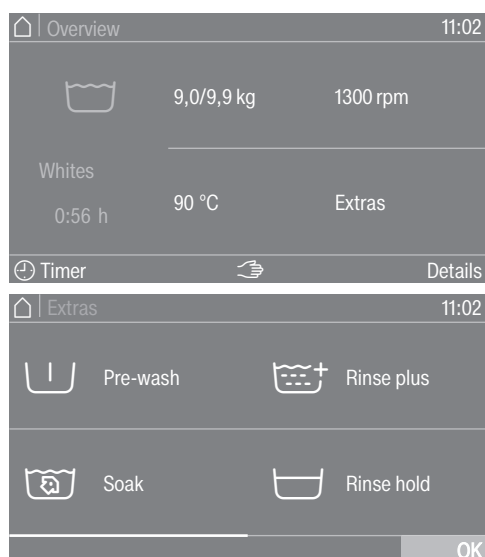 Overview 11:02
9,0/9,9 kg 1300 rpm
Whites
0:56 h
90 °C Extras
Timer Details
Extras 11:02
Pre-wash Rinse plus
Soak Rinse hold
OK